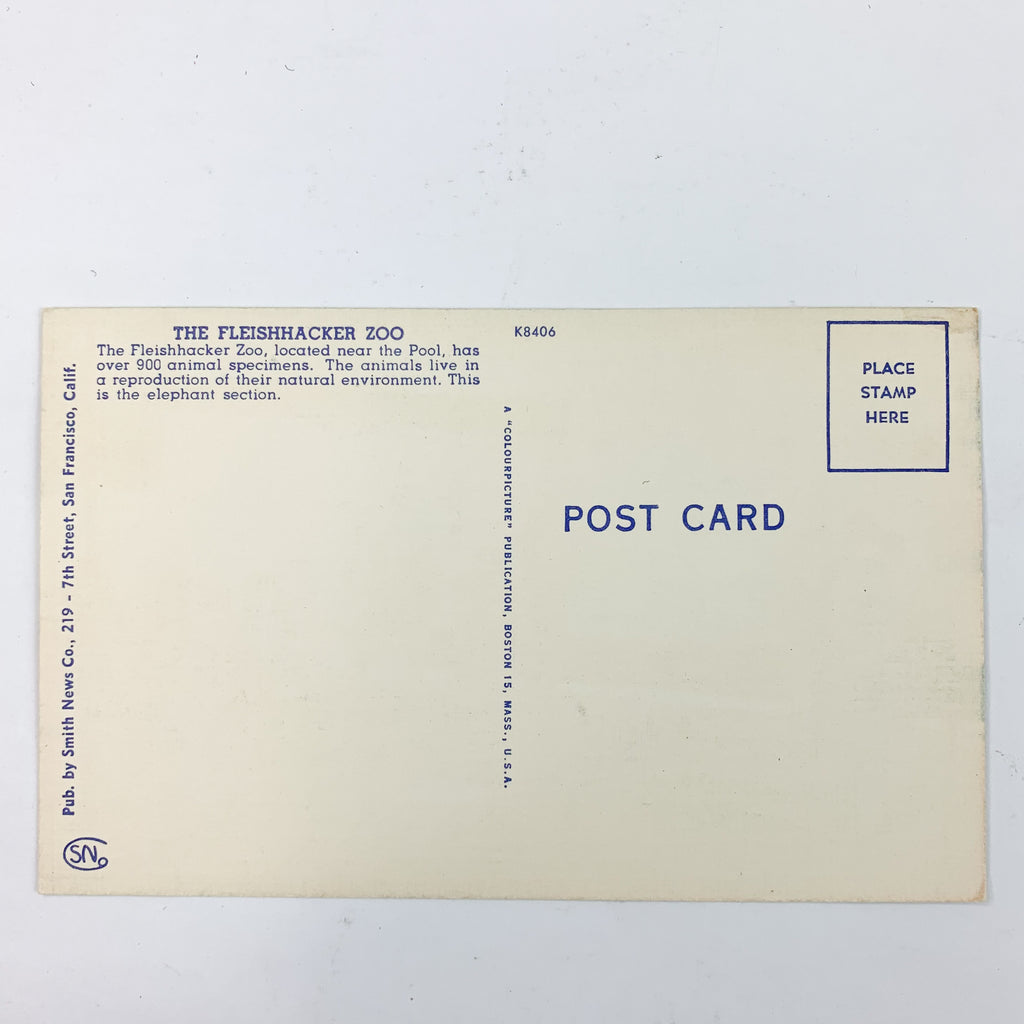 THE FLEISHHACKER ZOO
The Fleishhacker Zoo, located near the Pool, has
over 900 animal specimens. The animals live in
a reproduction of their natural environment. This
is the elephant section.
Pub. by Smith News Co., 219 - 7th Street, San Francisco, Calif.
SN
K8406
A "COLOURPICTURE" PUBLICATION, BOSTON 15, MASS., U.S.A.
POST CARD
PLACE
STAMP
HERE